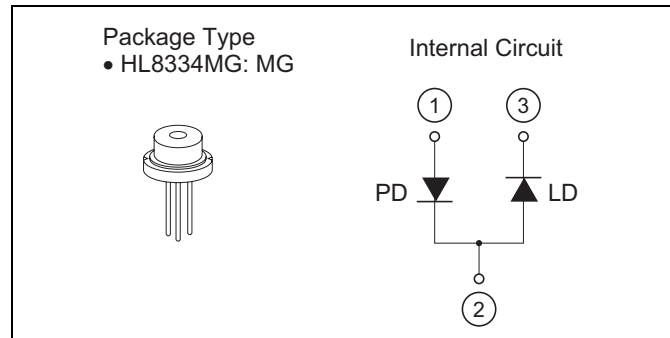 Package Type
• HL8334MG: MG
Internal Circuit
1
3
PD
LD
2